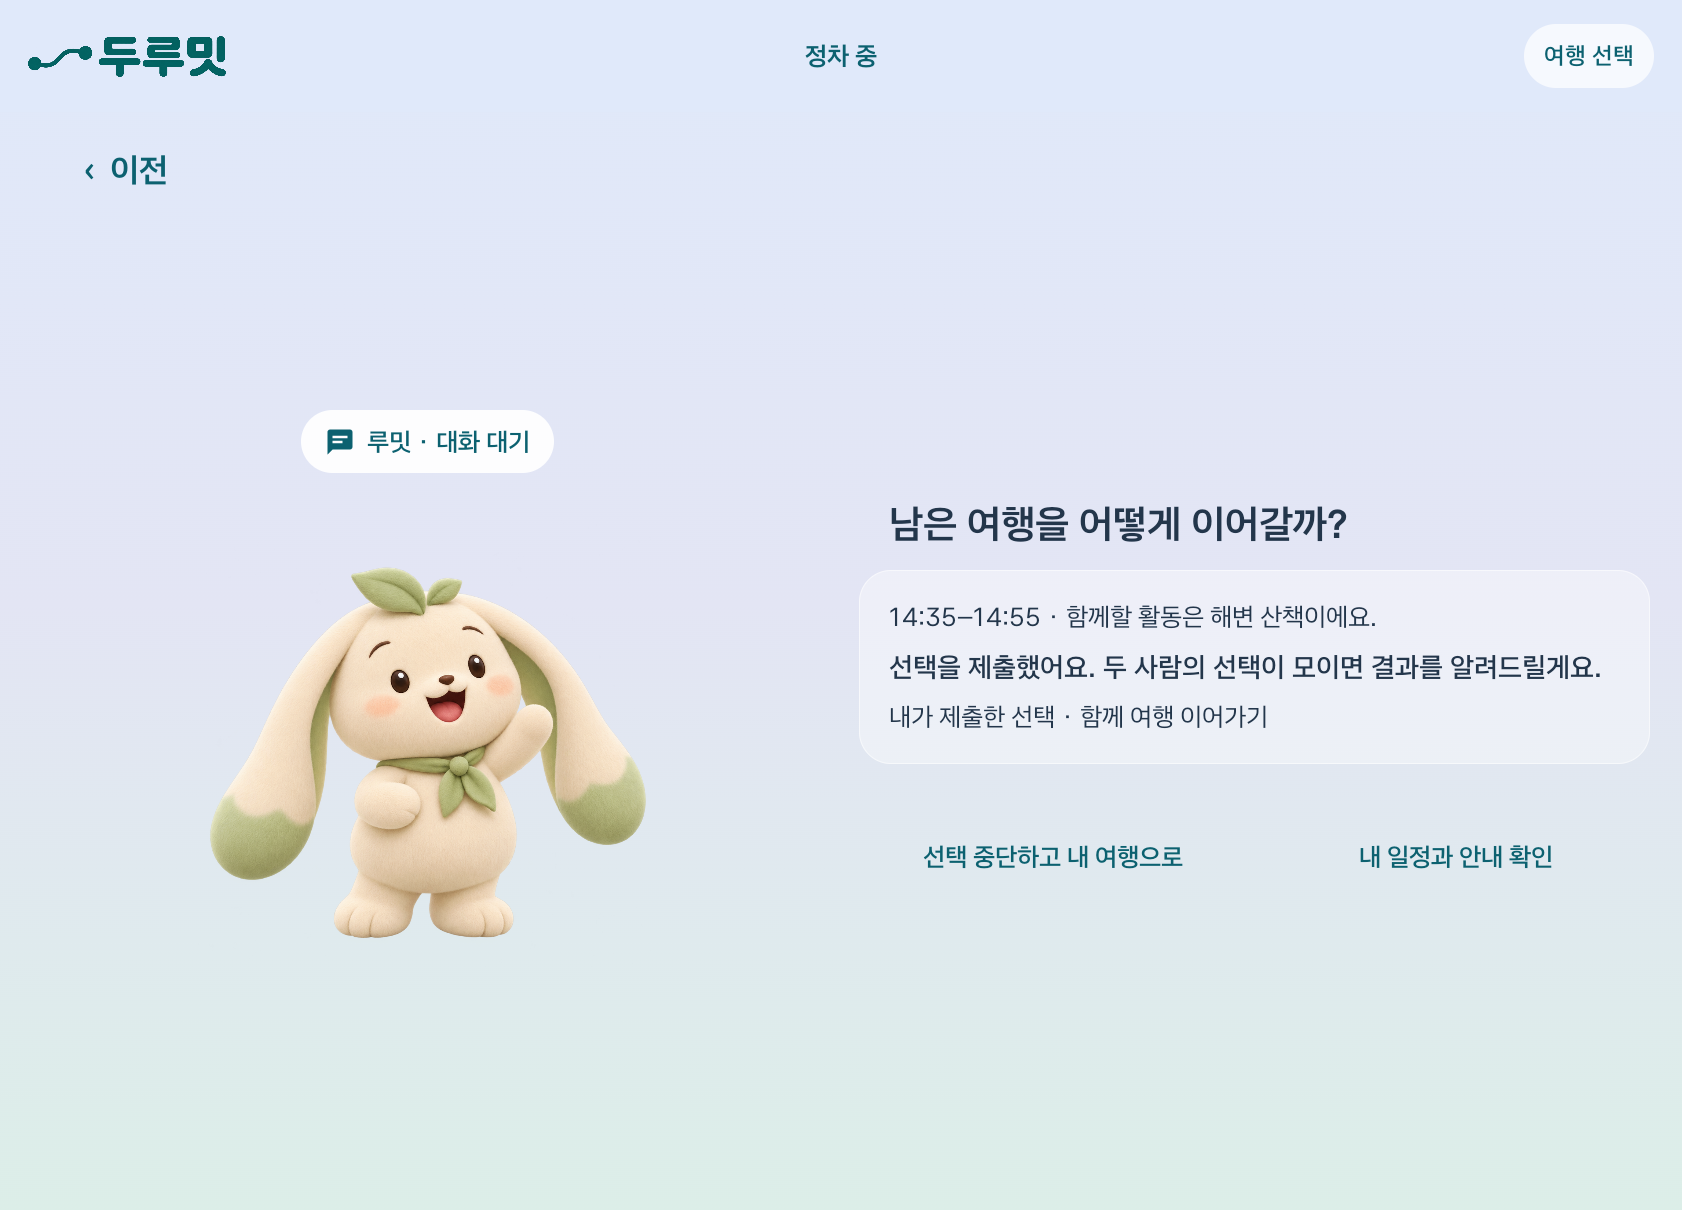 두루밋
정차 중
여행 선택
‹ 이전
루밋 · 대화 대기
남은 여행을 어떻게 이어갈까?
14:35–14:55 · 함께할 활동은 해변 산책이에요.
선택을 제출했어요. 두 사람의 선택이 모이면 결과를 알려드릴게요.
내가 제출한 선택 · 함께 여행 이어가기
선택 중단하고 내 여행으로
내 일정과 안내 확인